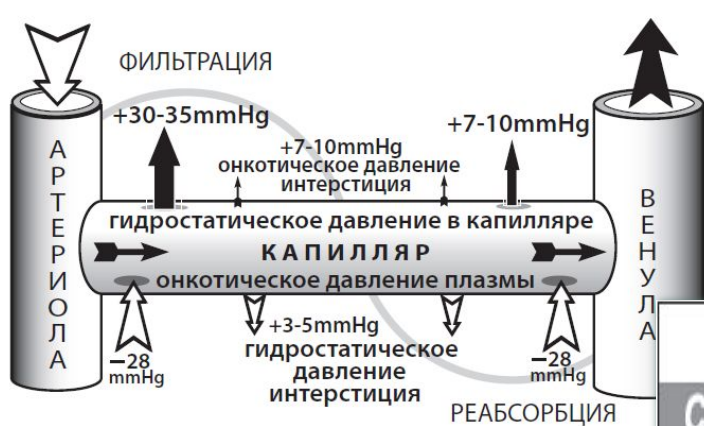 ФИЛЬТРАЦИЯ
+30-35mmHg
+7-10mmHg
+7-10mmHg
онкотическое давление
интерстиция
АРТЕРИОЛА
гидростатическое давление в капилляре
КАПИЛЛЯР
онкотическое давление плазмы
ВЕНУЛА
−28
mmHg
+3-5mmHg
гидростатическое
давление
интерстиция
−28
mmHg
РЕАБСОРБЦИЯ